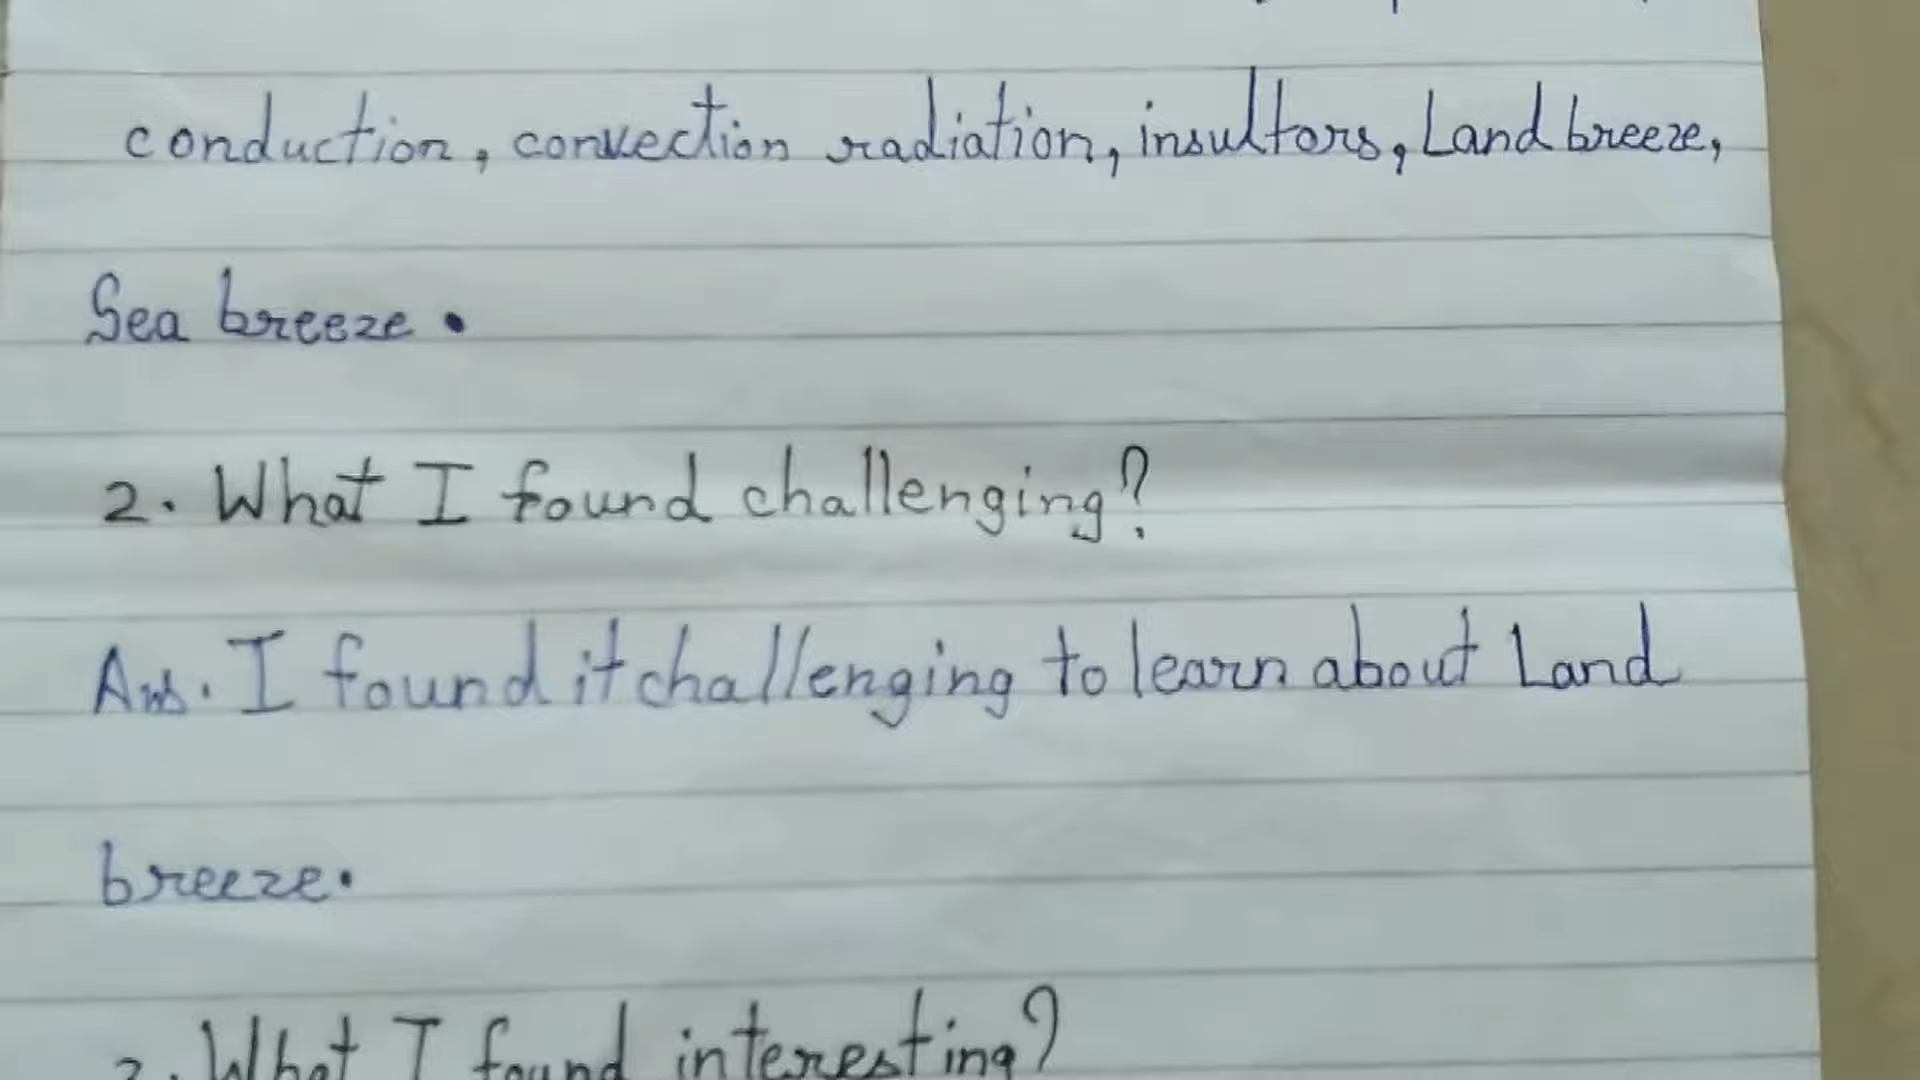 conduction, convection radiation, insultors, Land breeze,
Sea breeze.
2. What I found challenging?
Ans. I found it challenging to learn about Land
breeze.
What I found interesting?